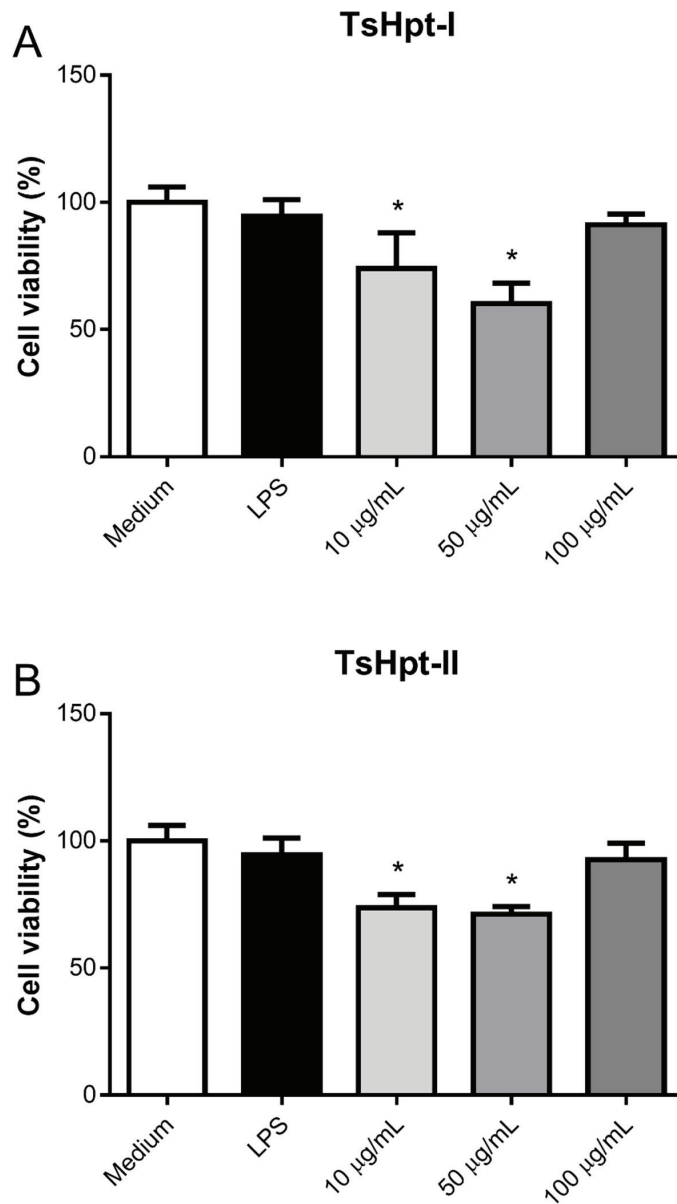 A
TsHpt-I
Cell viability (%)
150
100
50
0
*
*
Medium
LPS
10 μg/mL
50 μg/mL
100 μg/mL
B
TsHpt-II
Cell viability (%)
150
100
50
0
*
*
Medium
LPS
10 μg/mL
50 μg/mL
100 μg/mL